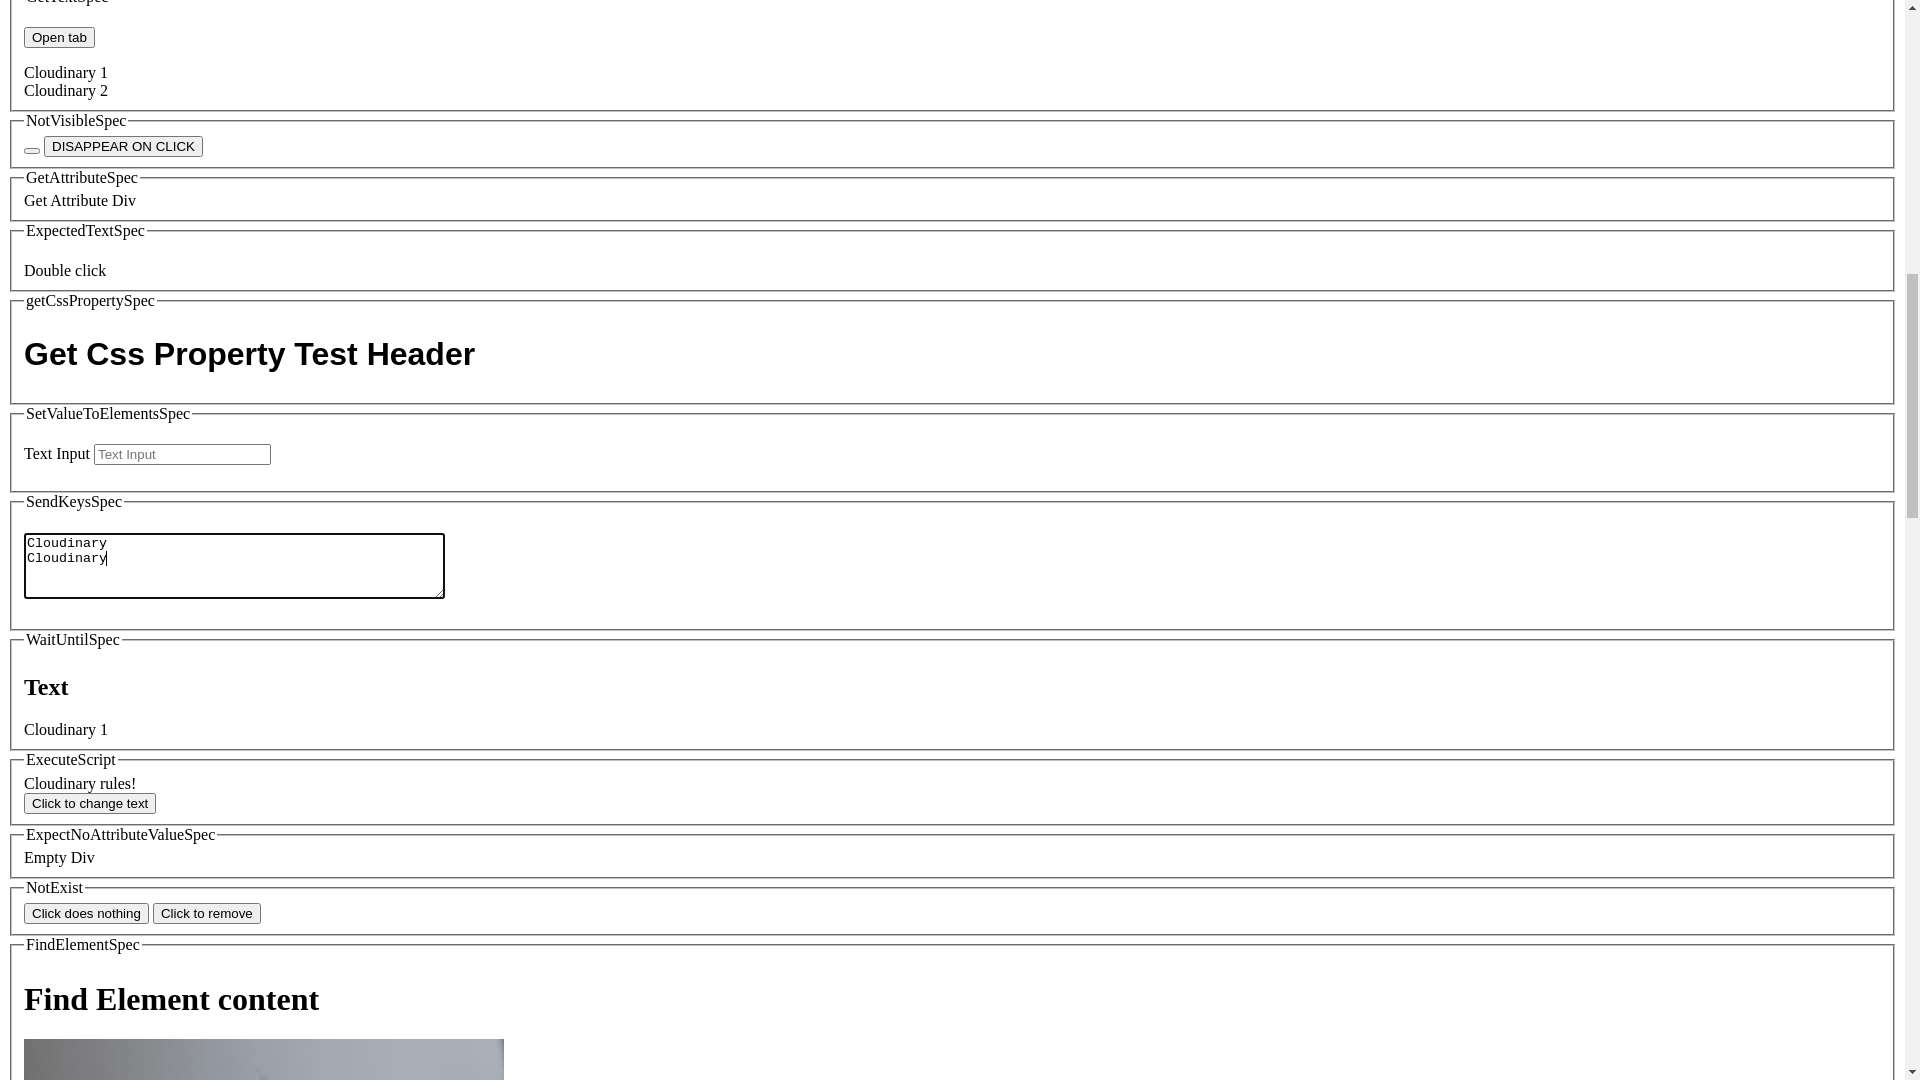 GetTextSpec
Open tab
Cloudinary 1
Cloudinary 2
NotVisibleSpec
DISAPPEAR ON CLICK
GetAttributeSpec
Get Attribute Div
ExpectedTextSpec
Double click
getCssPropertySpec
Get Css Property Test Header
SetValueToElementsSpec
Text Input Text Input
SendKeysSpec
Cloudinary
Cloudinary
WaitUntilSpec
Text
Cloudinary 1
ExecuteScript
Cloudinary rules!
Click to change text
ExpectNoAttributeValueSpec
Empty Div
NotExist
Click does nothing Click to remove
FindElementSpec
Find Element content